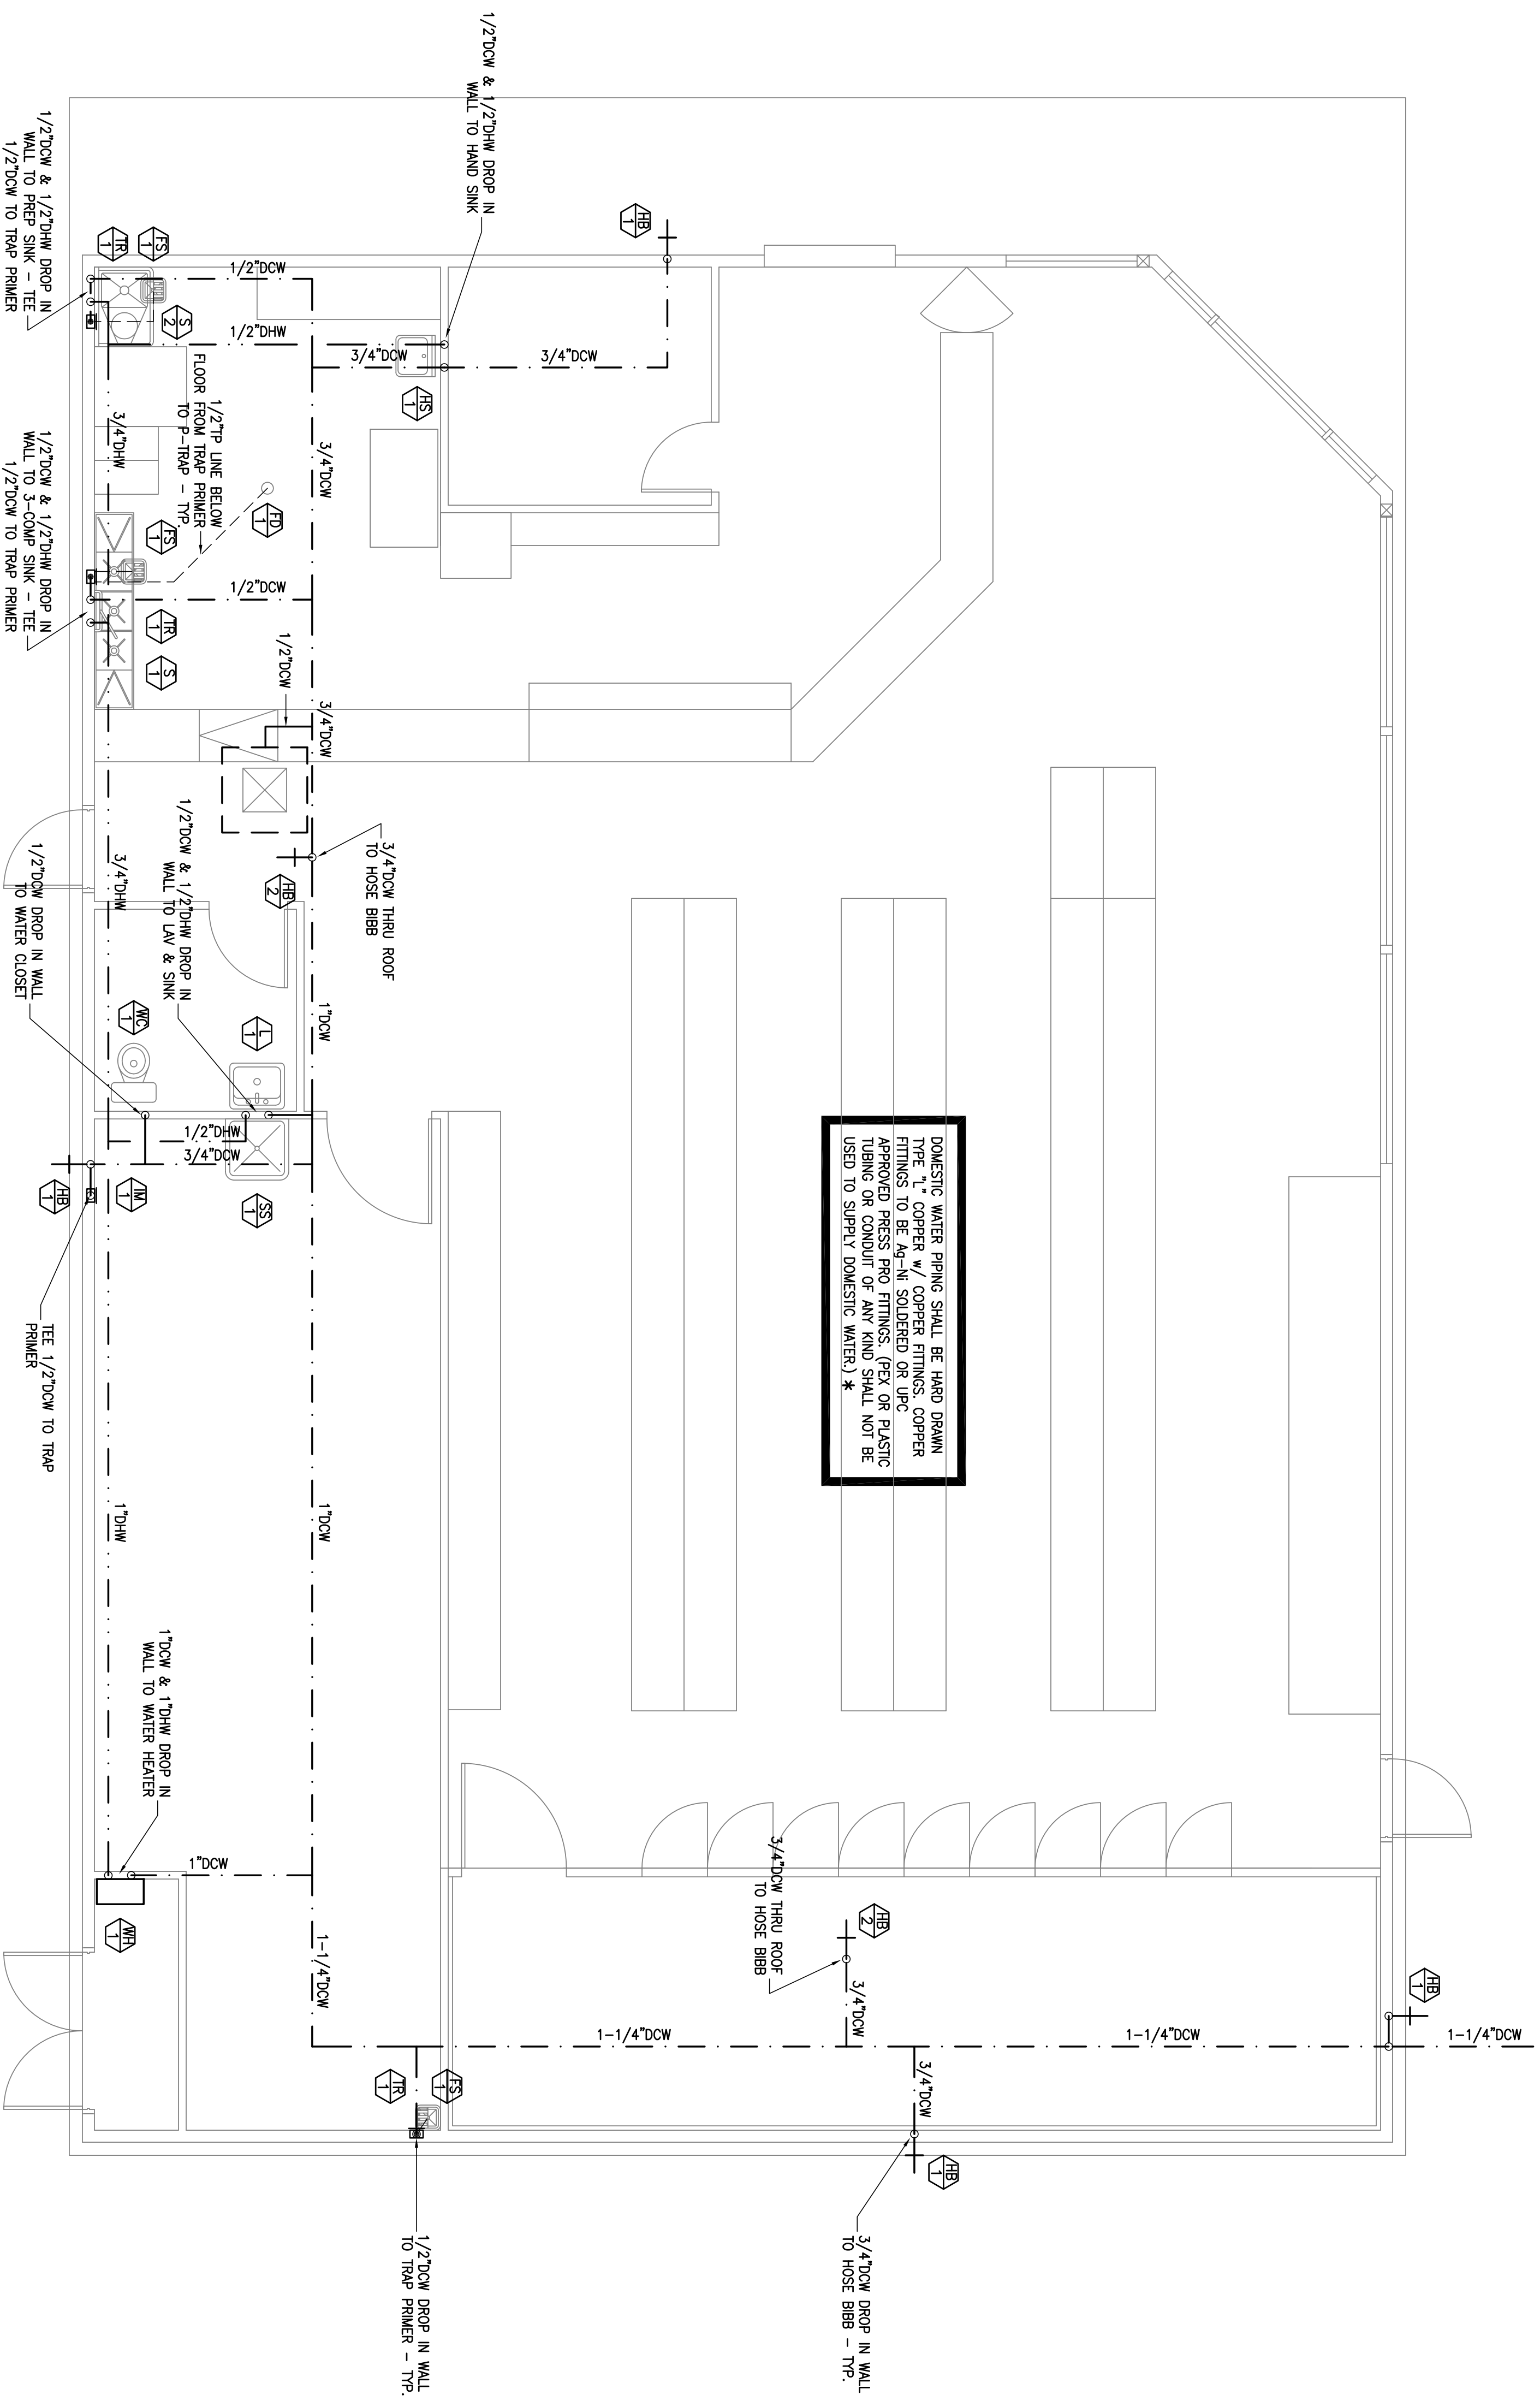 1/2"DCW & 1/2"DHW DROP IN
WALL TO HAND SINK
HB
1
1/2"DCW & 1/2"DHW DROP IN
WALL TO PREP SINK - TEE
1/2"DCW TO TRAP PRIMER
TR
1
FS
1
S
2
1/2"DCW
1/2"DHW
3/4"DCW
3/4"DCW
HS
1
3/4"DHW
1/2"TP LINE BELOW
FLOOR FROM TRAP PRIMER
TO P-TRAP - TYP.
3/4"DCW
FD
1
FS
1
1/2"DCW & 1/2"DHW DROP IN
WALL TO 3-COMP SINK - TEE
1/2"DCW TO TRAP PRIMER
TR
1
S
1
1/2"DCW
1/2"DCW
3/4"DCW
3/4"DCW THRU ROOF
TO HOSE BIBB
HB
2
3/4"DHW
1/2"DCW & 1/2"DHW DROP IN
WALL TO LAV & SINK
1/2"DCW DROP IN WALL
TO WATER CLOSET
WC
1
L
1
1"DCW
1/2"DHW
3/4"DCW
HB
1
IM
1
SS
1
TEE 1/2"DCW TO TRAP
PRIMER
DOMESTIC WATER PIPING SHALL BE HARD DRAWN
TYPE "L" COPPER w/ COPPER FITTINGS. COPPER
FITTINGS TO BE Ag-Ni SOLDERED OR UPC
APPROVED PRESS PRO FITTINGS. (PEX OR PLASTIC
TUBING OR CONDUIT OF ANY KIND SHALL NOT BE
USED TO SUPPLY DOMESTIC WATER.) *
1"DHW
1"DCW
1"DCW & 1"DHW DROP IN
WALL TO WATER HEATER
1"DCW
WH
1
1-1/4"DCW
3/4"DCW THRU ROOF
TO HOSE BIBB
HB
2
3/4"DCW
HB
1
1-1/4"DCW
1-1/4"DCW
1-1/4"DCW
TR
1
FS
1
3/4"DCW
HB
1
1/2"DCW DROP IN WALL
TO TRAP PRIMER - TYP.
3/4"DCW DROP IN WALL
TO HOSE BIBB - TYP.